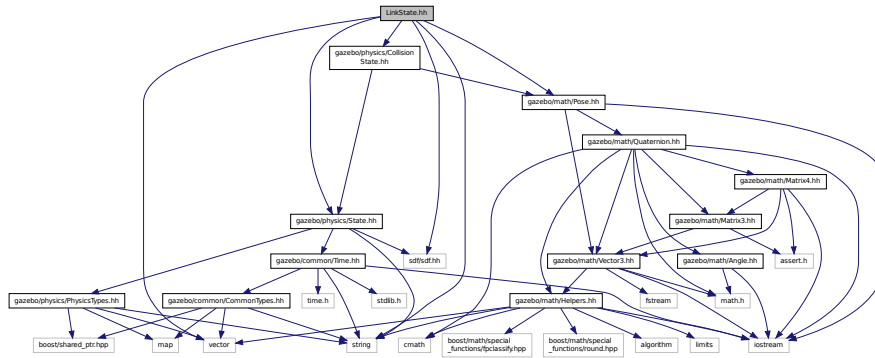 LinkState.hh
gazebo/physics/Collision
State.hh
gazebo/math/Pose.hh
gazebo/math/Quaternion.hh
gazebo/math/Matrix4.hh
gazebo/physics/State.hh
gazebo/math/Matrix3.hh
gazebo/common/Time.hh
sdf/sdf.hh
gazebo/math/Vector3.hh
gazebo/math/Angle.hh
assert.h
gazebo/physics/PhysicsTypes.hh
gazebo/common/CommonTypes.hh
time.h
stdlib.h
gazebo/math/Helpers.hh
fstream
math.h
boost/shared_ptr.hpp
map
vector
string
cmath
boost/math/special
_functions/fpclassify.hpp
boost/math/special
_functions/round.hpp
algorithm
limits
iostream